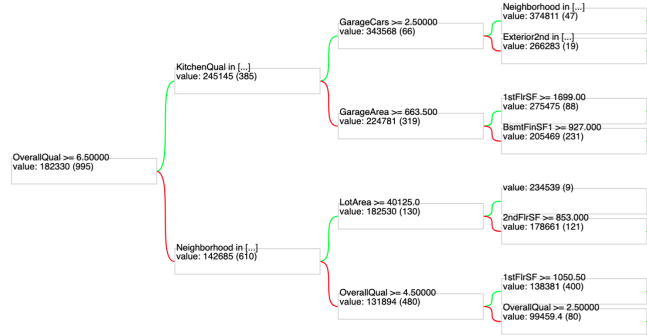 OverallQual >= 6.50000
value: 182330 (995)
KitchenQual in [...]
value: 245145 (385)
Neighborhood in [...]
value: 142685 (610)
GarageCars >= 2.50000
value: 343568 (66)
GarageArea >= 663.500
value: 224781 (319)
LotArea >= 40125.0
value: 182530 (130)
OverallQual >= 4.50000
value: 131894 (480)
Neighborhood in [...]
value: 374811 (47)
Exterior2nd in [...]
value: 266283 (19)
1stFlrSF >= 1699.00
value: 275475 (88)
BsmtFinSF1 >= 927.000
value: 205469 (231)
value: 234539 (9)
2ndFlrSF >= 853.000
value: 178661 (121)
1stFlrSF >= 1050.50
value: 138381 (400)
OverallQual >= 2.50000
value: 99459.4 (80)